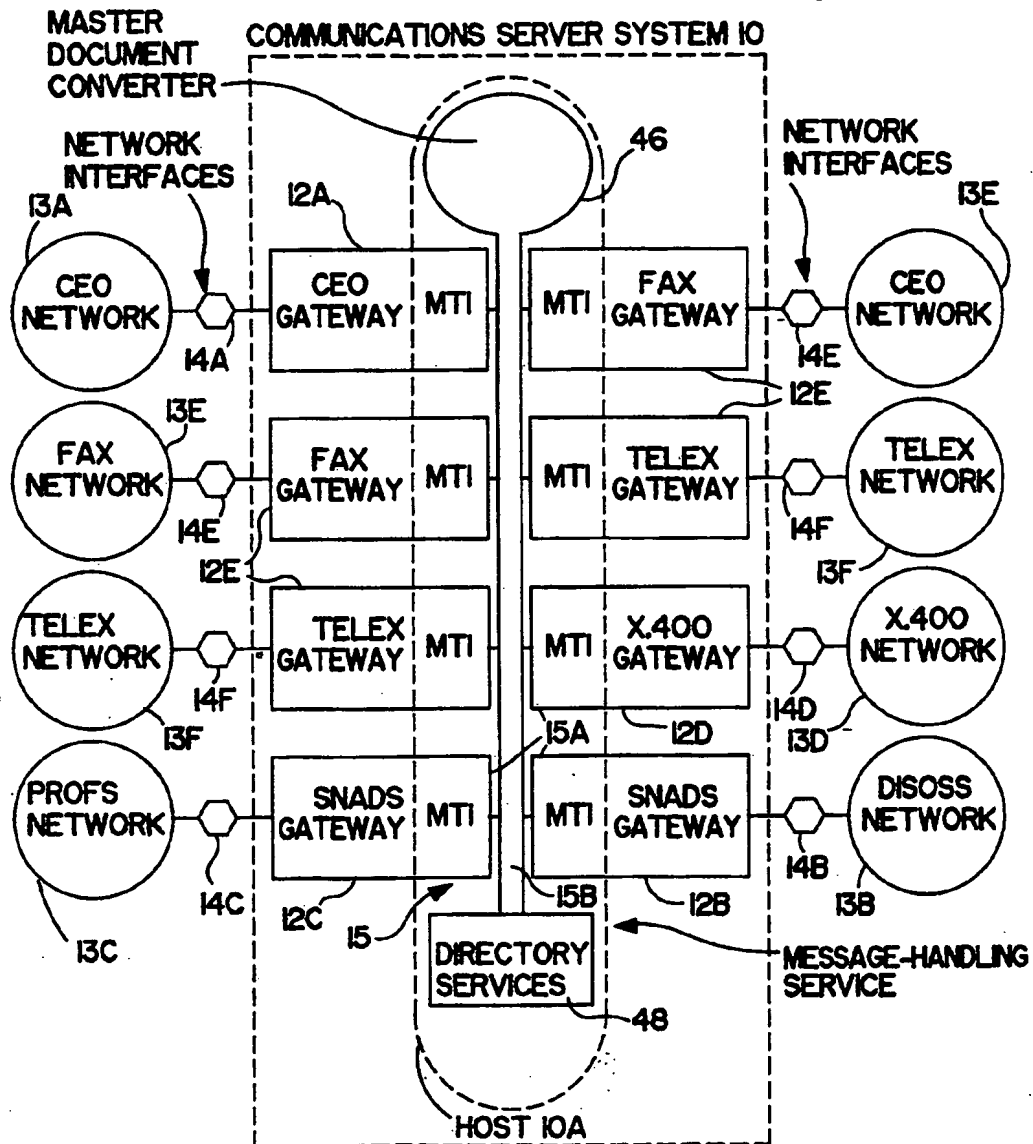 MASTER
DOCUMENT
CONVERTER
COMMUNICATIONS SERVER SYSTEM 10
NETWORK
INTERFACES
46
NETWORK
INTERFACES
13A
12A
13E
CEO
NETWORK
14A
CEO
GATEWAY
MTI
MTI
FAX
GATEWAY
14E
CEO
NETWORK
12E
13E
FAX
NETWORK
14E
FAX
GATEWAY
MTI
MTI
TELEX
GATEWAY
14F
TELEX
NETWORK
13F
12E
TELEX
NETWORK
14F
13F
TELEX
GATEWAY
MTI
MTI
X.400
GATEWAY
14D
X.400
NETWORK
13D
15A
12D
PROFS
NETWORK
14C
13C
SNADS
GATEWAY
MTI
MTI
SNADS
GATEWAY
14B
DISOSS
NETWORK
13B
12C
15
15B
12B
DIRECTORY
SERVICES
48
MESSAGE-HANDLING
SERVICE
HOST 10A